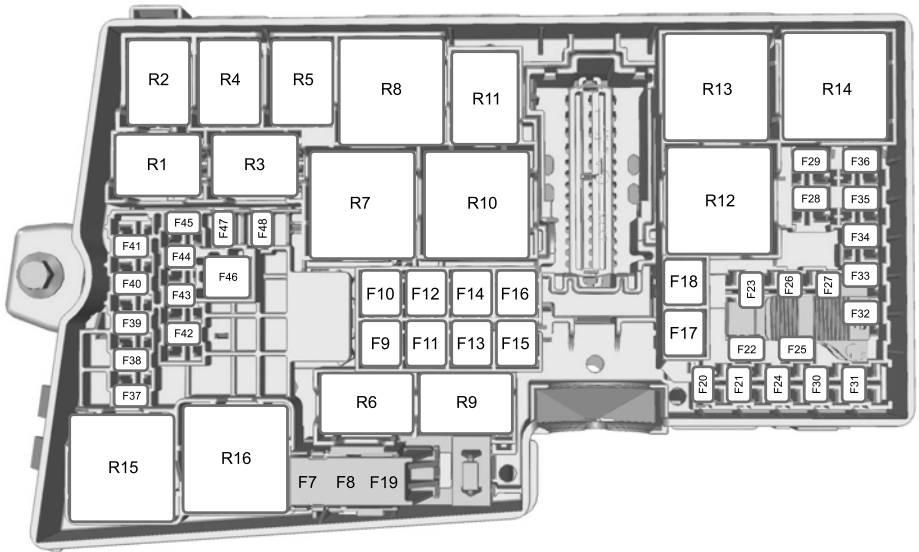 R2 R4 R5 R8 R11 R13 R14
R1 R3 R7 R10 R12
F29 F36
F28 F35
F41 F45 F47 F48 F34
F40 F44 F46 F33
F39 F43 F10 F12 F14 F16 F18 F23 F26 F27 F32
F38 F42 F9 F11 F13 F15 F17 F22 F25
F37 R6 R9 F20 F21 F24 F30 F31
R15 R16 F7 F8 F19